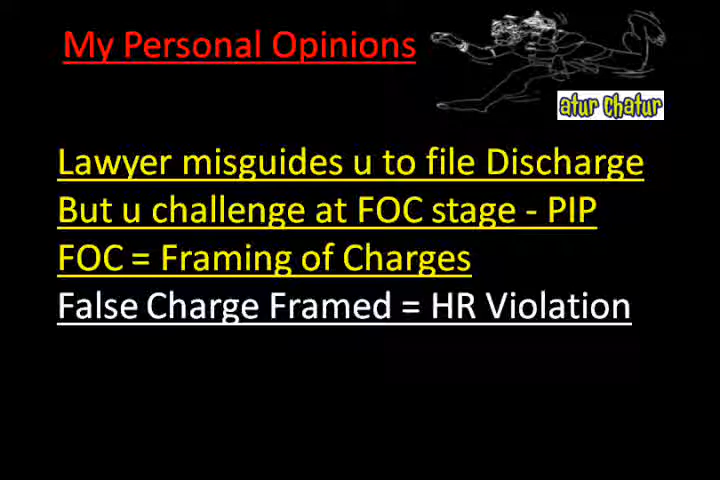 My Personal Opinions
atur chatur
Lawyer misguides u to file Discharge
But u challenge at FOC stage - PIP
FOC = Framing of Charges
False Charge Framed = HR Violation